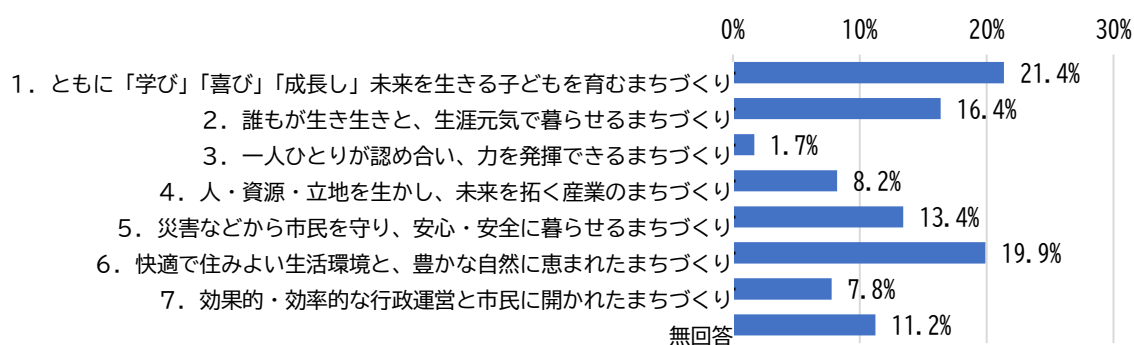 0% 10% 20% 30%
1. ともに「学び」「喜び」「成長し」未来を生きる子どもを育むまちづくり 21.4%
2. 誰もが生き生きと、生涯元気で暮らせるまちづくり 16.4%
3. 一人ひとりが認め合い、力を発揮できるまちづくり 1.7%
4. 人・資源・立地を生かし、未来を拓く産業のまちづくり 8.2%
5. 災害などから市民を守り、安心・安全に暮らせるまちづくり 13.4%
6. 快適で住みよい生活環境と、豊かな自然に恵まれたまちづくり 19.9%
7. 効果的・効率的な行政運営と市民に開かれたまちづくり 7.8%
無回答 11.2%